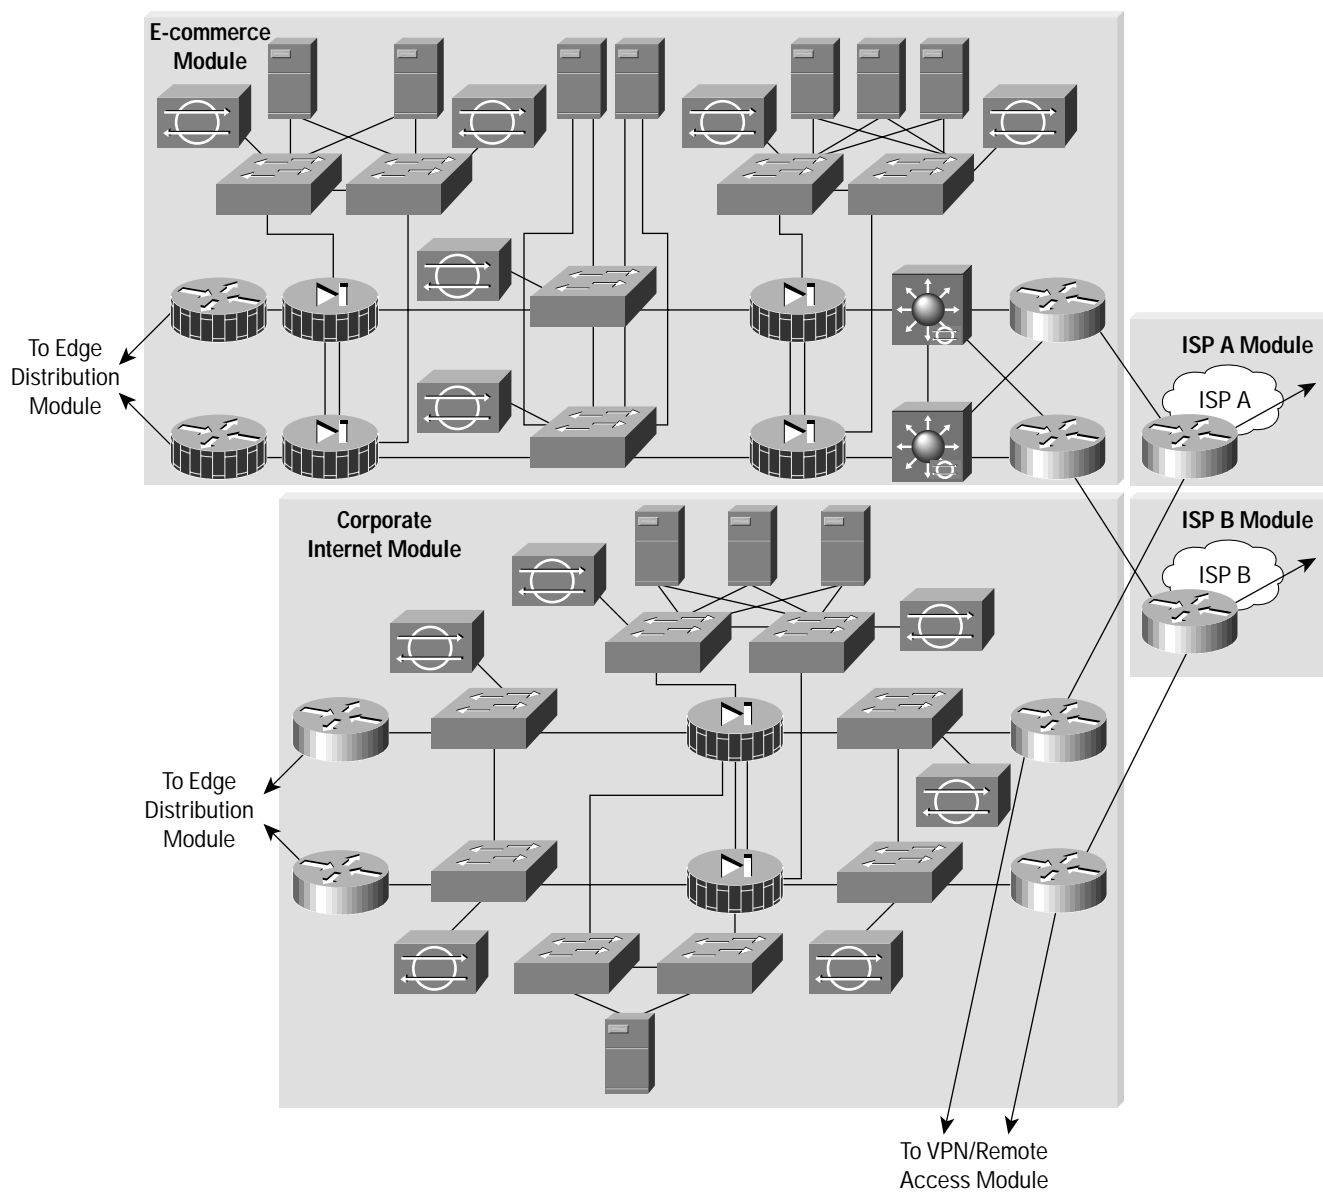 E-commerce
Module
To Edge
Distribution
Module
ISP A Module
ISP A
Corporate
Internet Module
ISP B Module
ISP B
To Edge
Distribution
Module
To VPN/Remote
Access Module